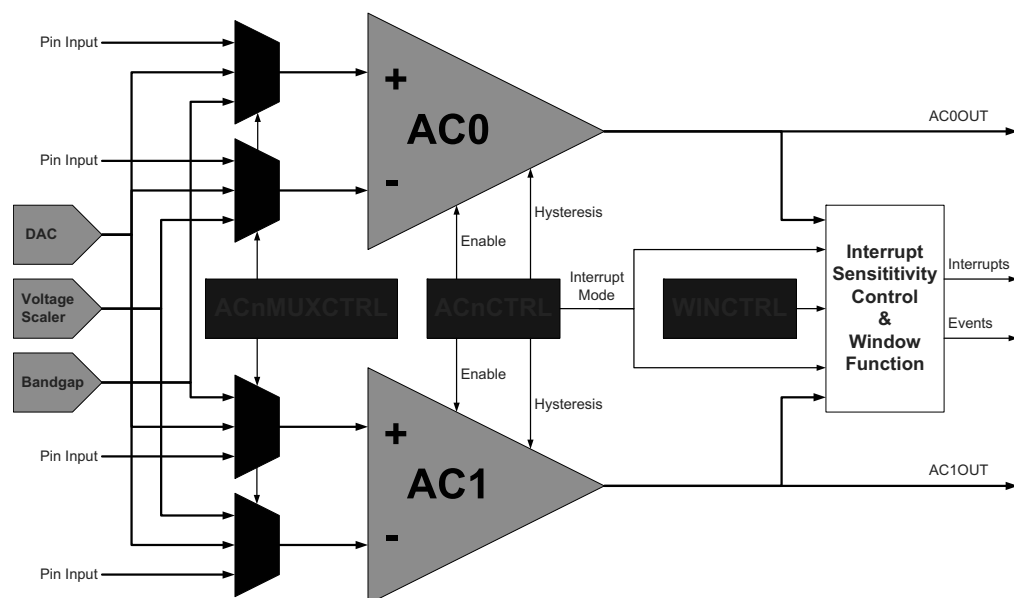 Pin Input
+
AC0
-
AC0OUT
Pin Input
DAC
Voltage
Scaler
Bandgap
Enable
Hysteresis
ACnMUXCTRL
ACnCTRL
Interrupt
Mode
WINCTRL
Interrupt
Sensititivity
Control
&
Window
Function
Interrupts
Events
Enable
Hysteresis
Pin Input
+
AC1
-
AC1OUT
Pin Input